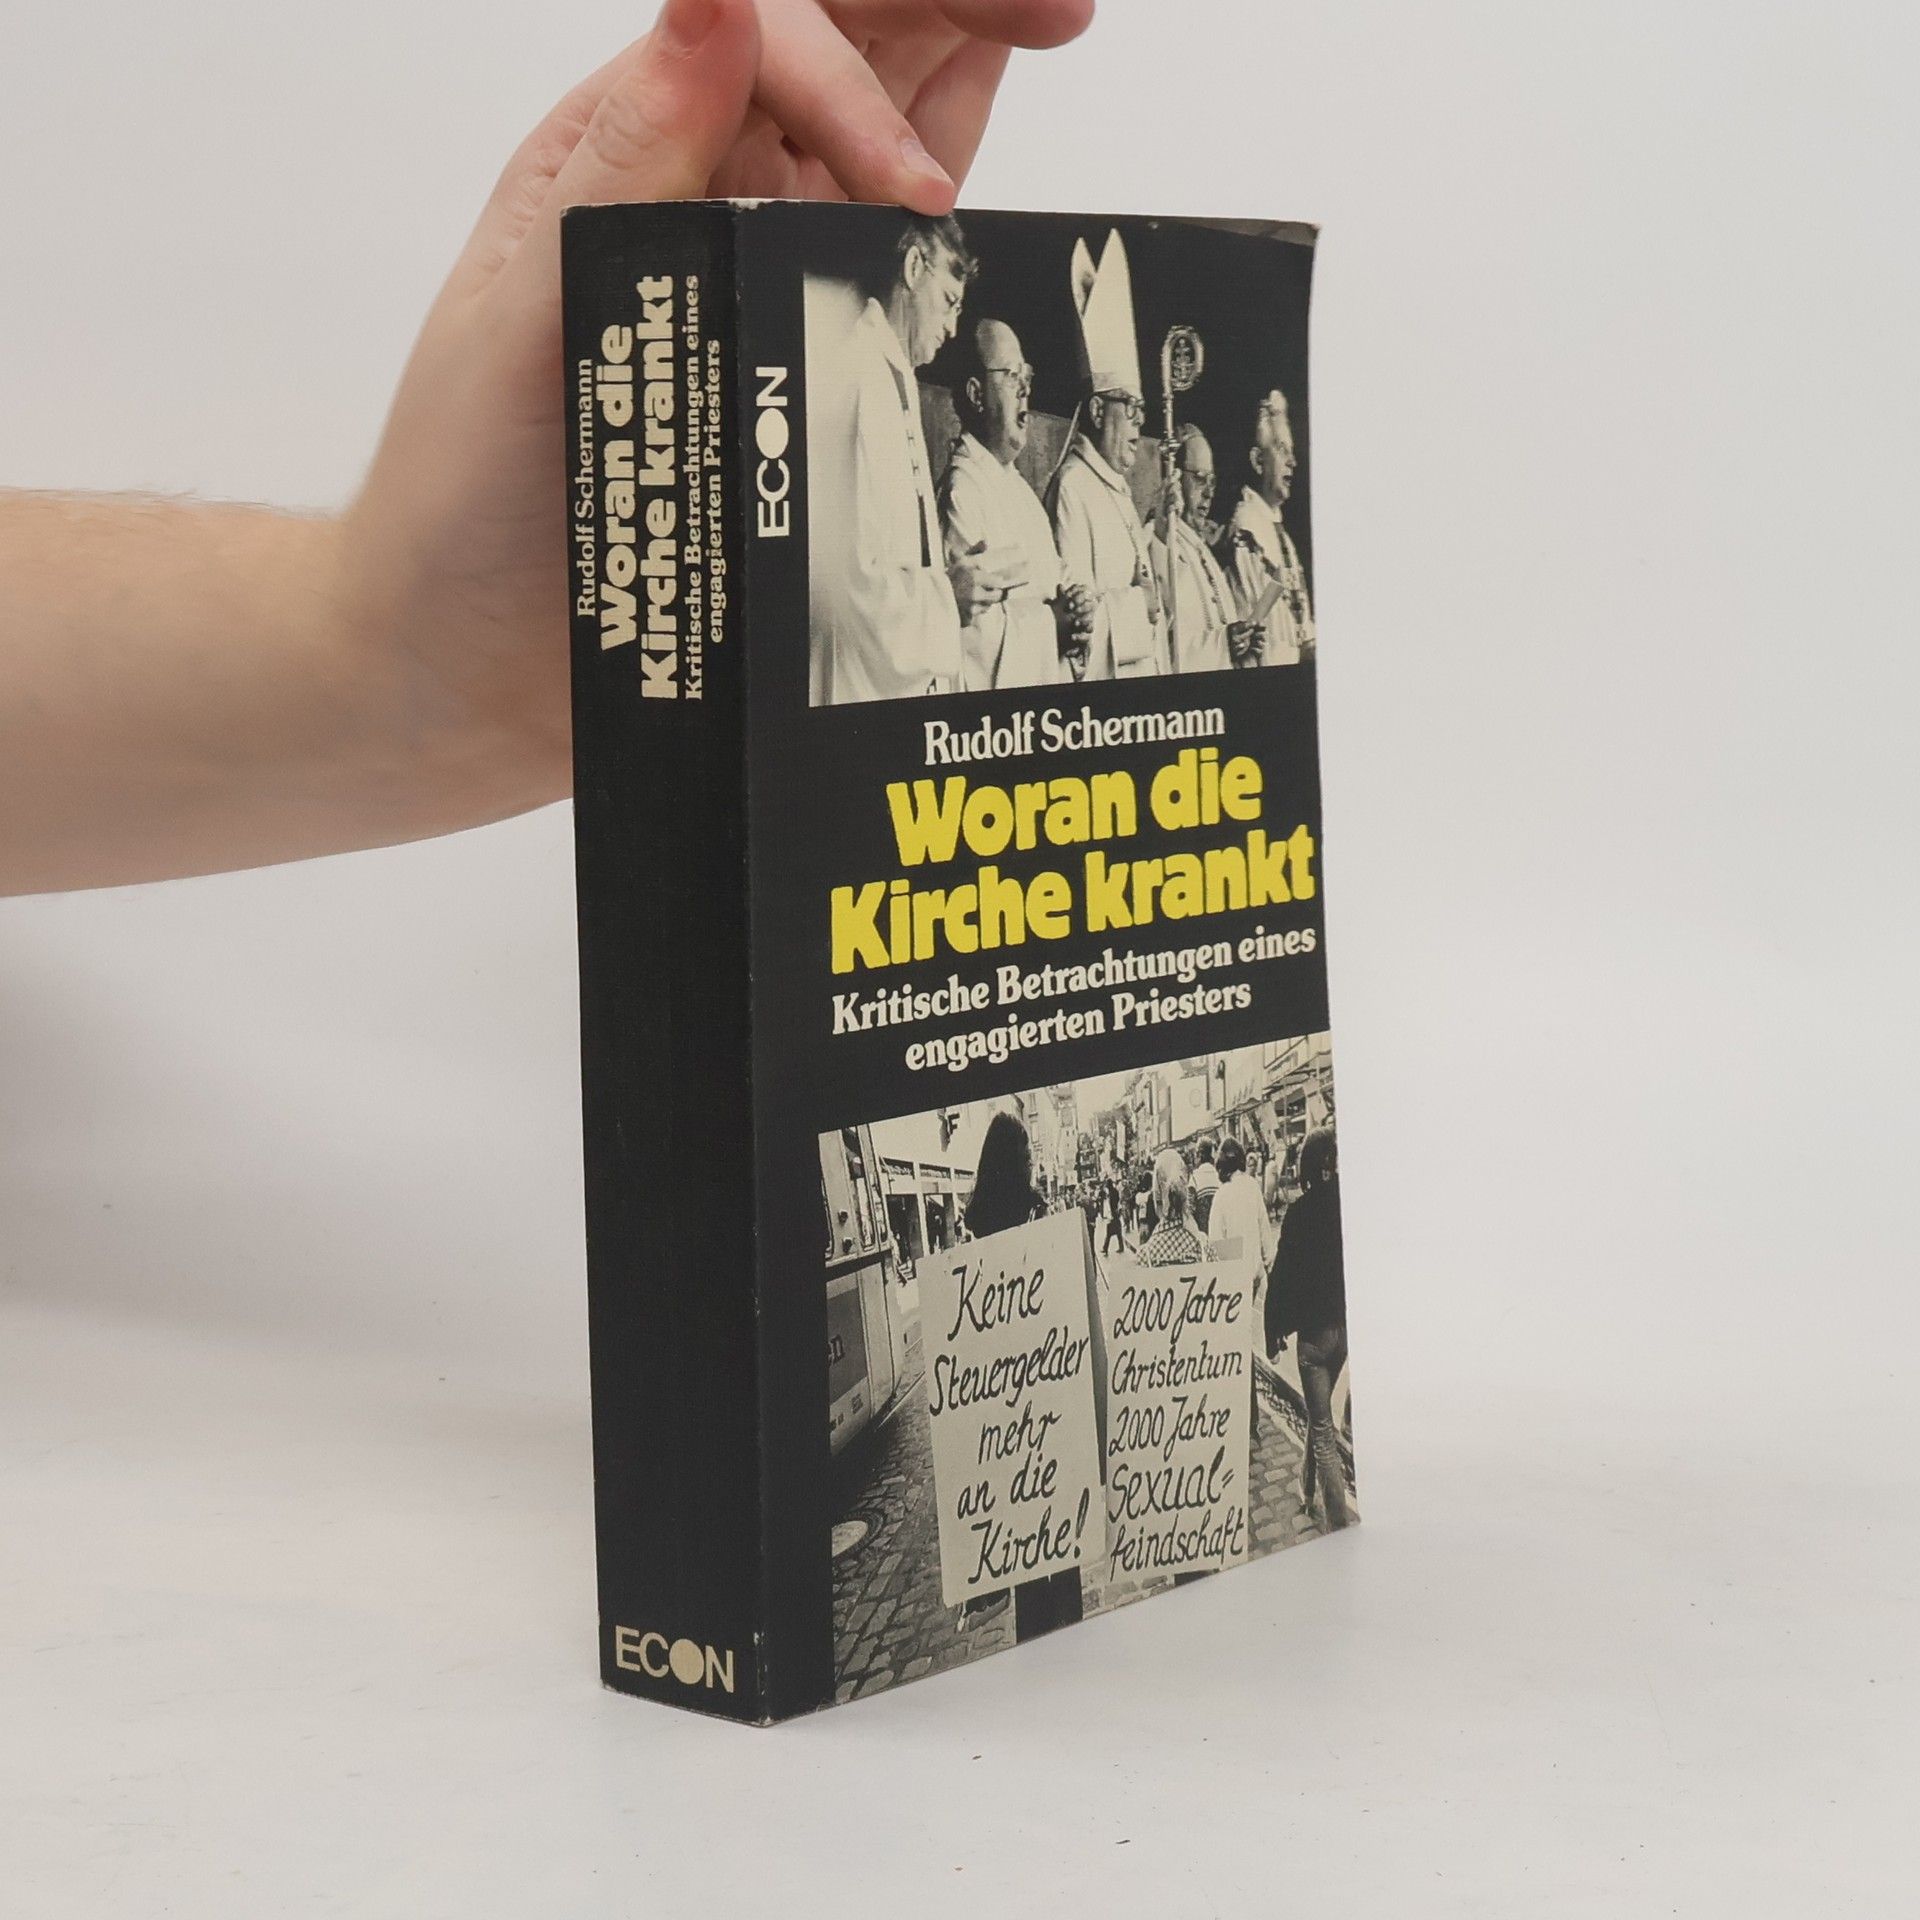 Rudolf Schermann
Woran die
Kirche krankt
Kritische Betrachtungen eines
engagierten Priesters
ECON
ECON
Rudolf Schermann
Woran die
Kirche krankt
Kritische Betrachtungen eines
engagierten Priesters
Keine
Steuergelder
mehr
an die
Kirche!
2000 Jahre
Christentum
2000 Jahre
Sexual=
feindschaft